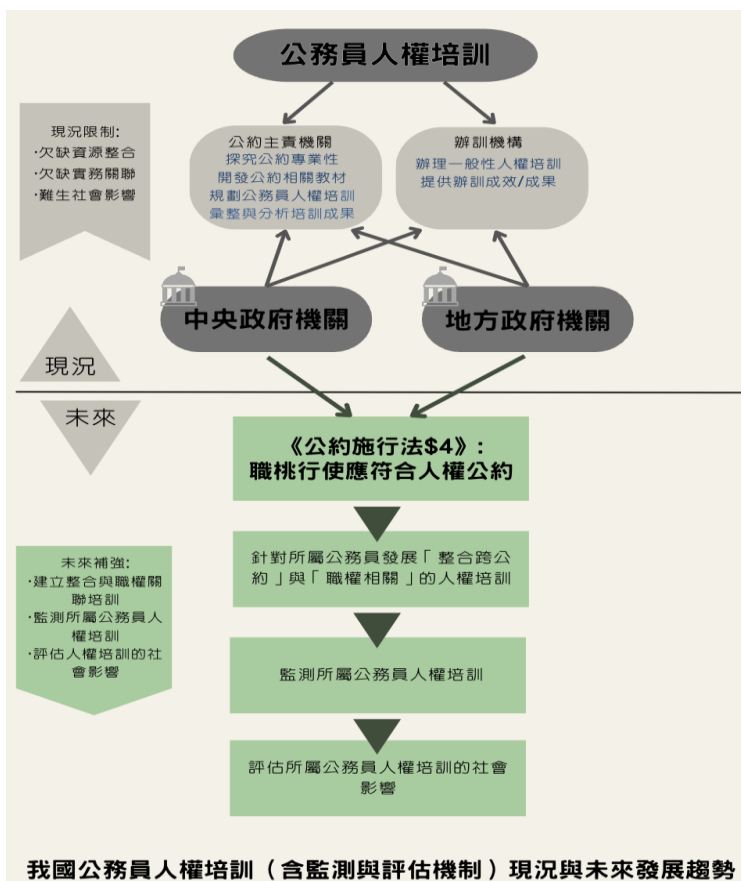 公務員人權培訓
現況限制:
·欠缺資源整合
·欠缺實務關聯
·難生社會影響
公約主責機關
探究公約專業性
開發公約相關教材
規劃公務員人權培訓
彙整與分析培訓成果
辦訓機構
辦理一般性人權培訓
提供辦訓成效/成果
中央政府機關
地方政府機關
現況
未來
《公約施行法$4》:
職桃行使應符合人權公約
針對所屬公務員發展「整合跨公
約」與「職權相關」的人權培訓
未來補強:
·建立整合與職權關
聯培訓
·監測所屬公務員人
權培訓
·評估人權培訓的社
會影響
監測所屬公務員人權培訓
評估所屬公務員人權培訓的社會
影響
我國公務員人權培訓（含監測與評估機制）現況與未來發展趨勢